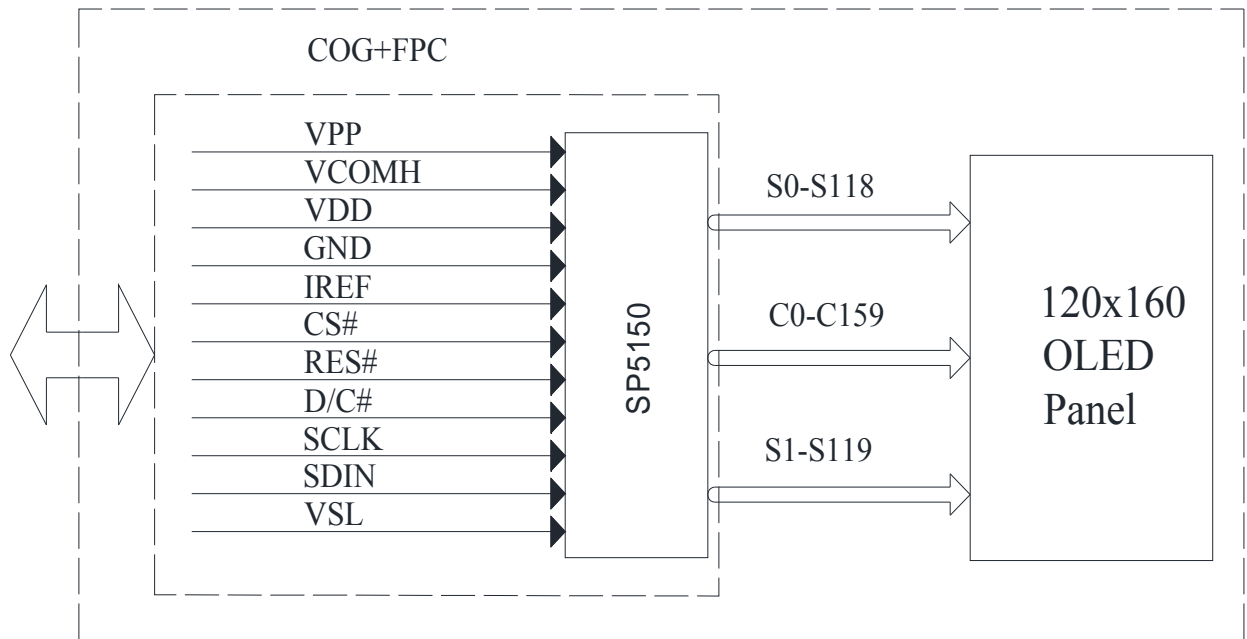 COG+FPC
VPP
VCOMH
VDD
GND
IREF
CS#
RES#
D/C#
SCLK
SDIN
VSL
SP5150
S0-S118
C0-C159
S1-S119
120x160
OLED
Panel